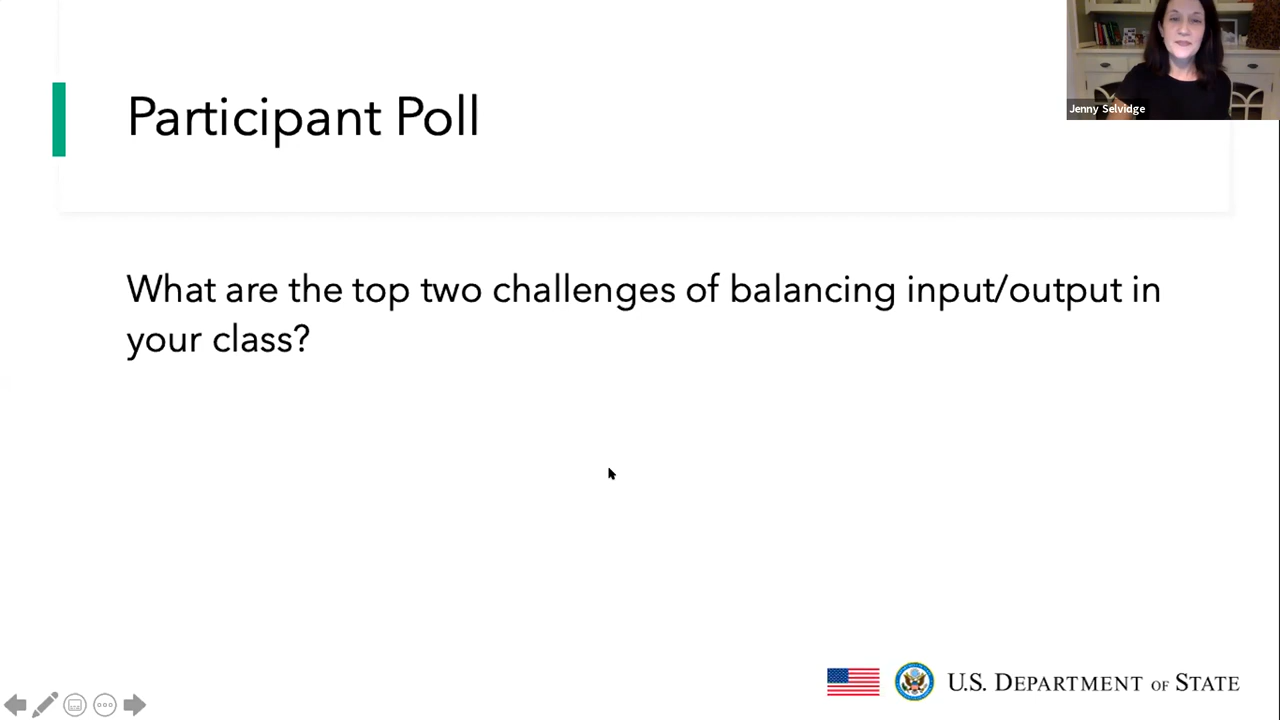 Participant Poll
Jenny Selvidge
What are the top two challenges of balancing input/output in
your class?
U.S. DEPARTMENT OF STATE